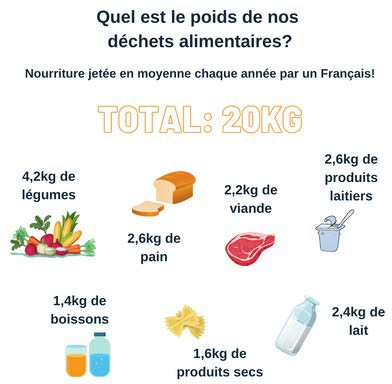 Quel est le poids de nos
déchets alimentaires?
Nourriture jetée en moyenne chaque année par un Français!
TOTAL: 20KG
4,2kg de
légumes
2,6kg de
pain
2,2kg de
viande
2,6kg de
produits
laitiers
1,4kg de
boissons
1,6kg de
produits secs
2,4kg de
lait